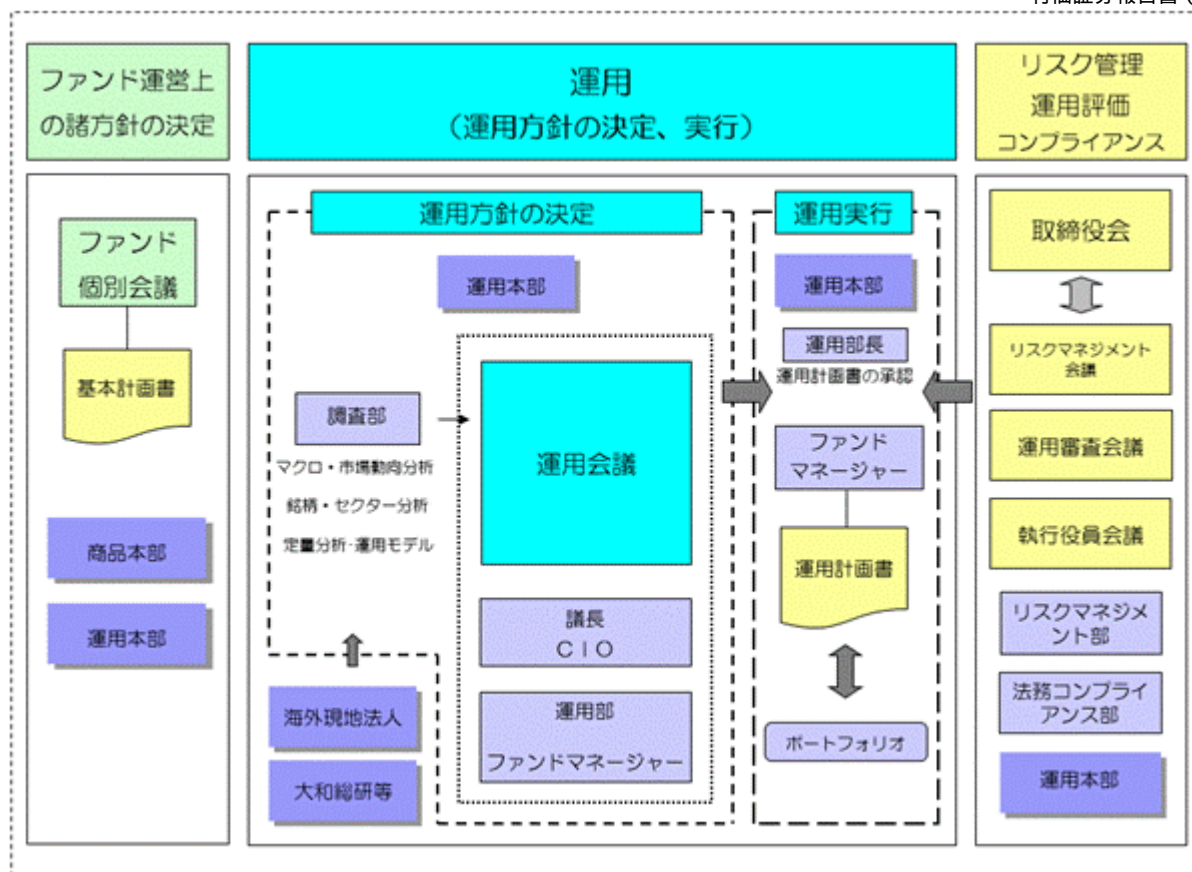 ファンド運営上
の諸方針の決定
運用
（運用方針の決定、実行）
リスク管理
運用評価
コンプライアンス
ファンド
個別会議
基本計画書
商品本部
運用本部
運用方針の決定
運用本部
調査部
マクロ・市場動向分析
銘柄・セクター分析
定量分析・運用モデル
海外現地法人
大和総研等
運用会議
議長
ＣＩＯ
運用部
ファンドマネージャー
運用実行
運用本部
運用部長
運用計画書の承認
ファンド
マネージャー
運用計画書
ポートフォリオ
取締役会
リスクマネジメント
会議
運用審査会議
執行役員会議
リスクマネジメ
ント部
法務コンプライ
アンス部
運用本部